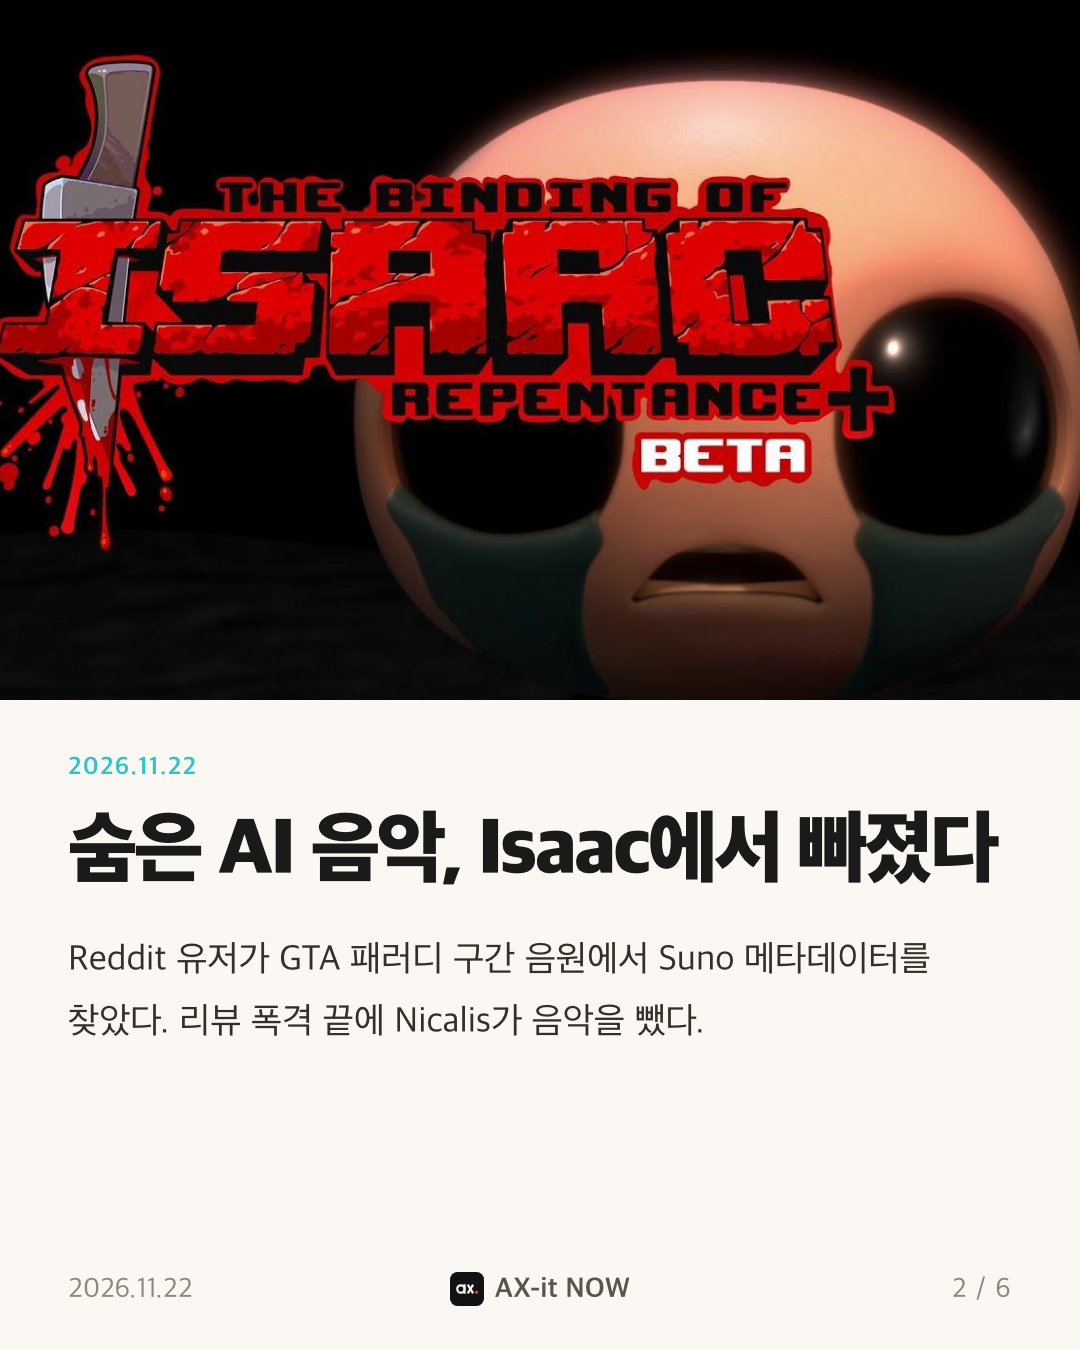 THE BINDING OF
ISAAC
REPENTANCE+
BETA
2026.11.22
숨은 AI 음악, Isaac에서 빠졌다
Reddit 유저가 GTA 패러디 구간 음원에서 Suno 메타데이터를
찾았다. 리뷰 폭격 끝에 Nicalis가 음악을 뺐다.
2026.11.22
ax. AX-it NOW
2 / 6